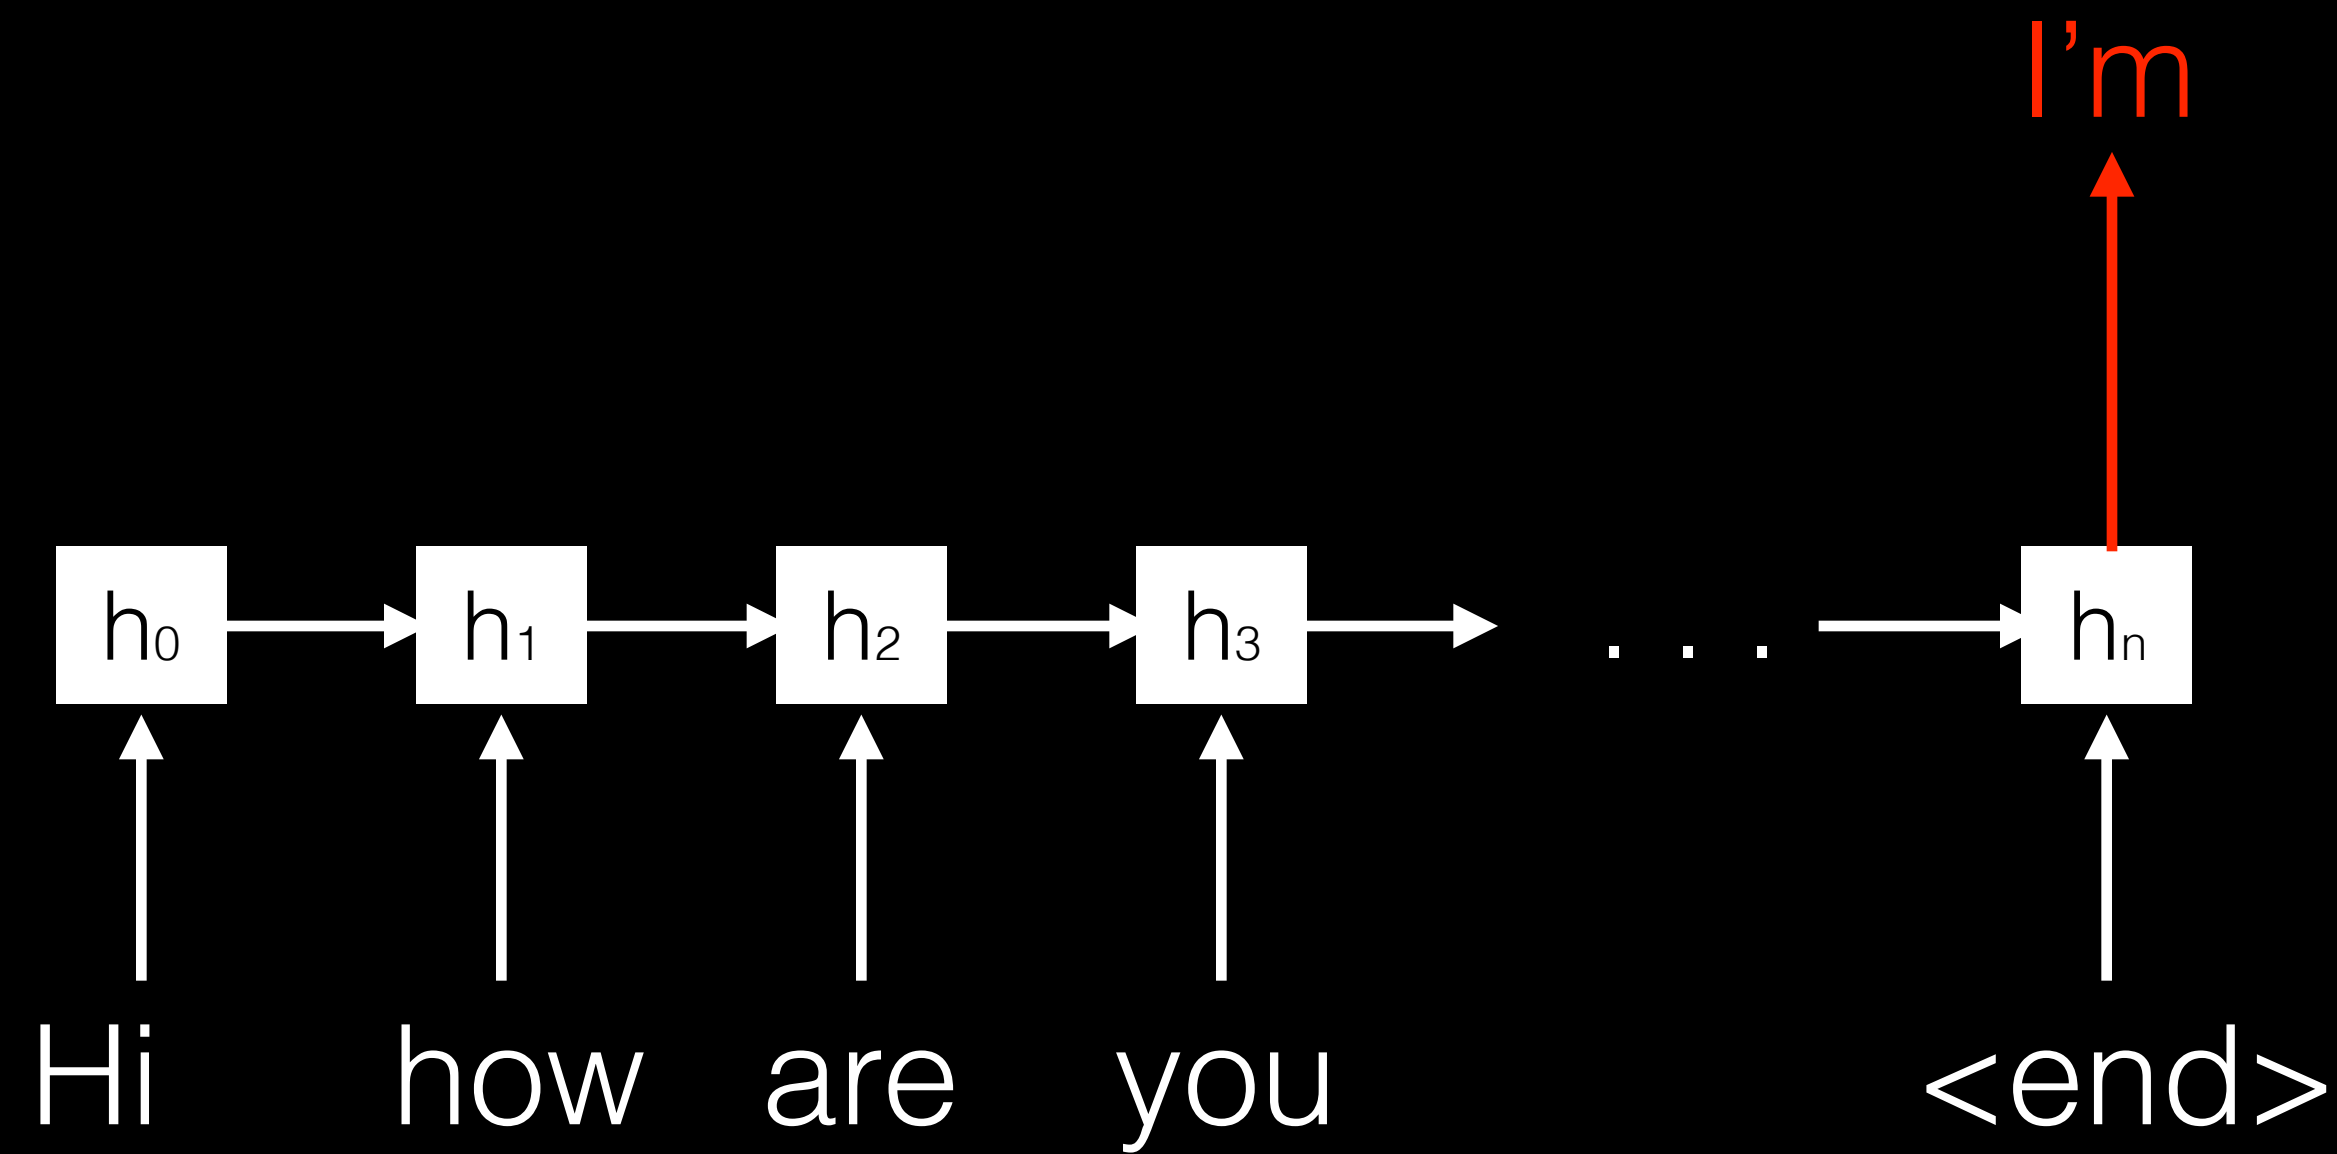 I’m
h0 h1 h2 h3 . . . hn
Hi how are you <end>